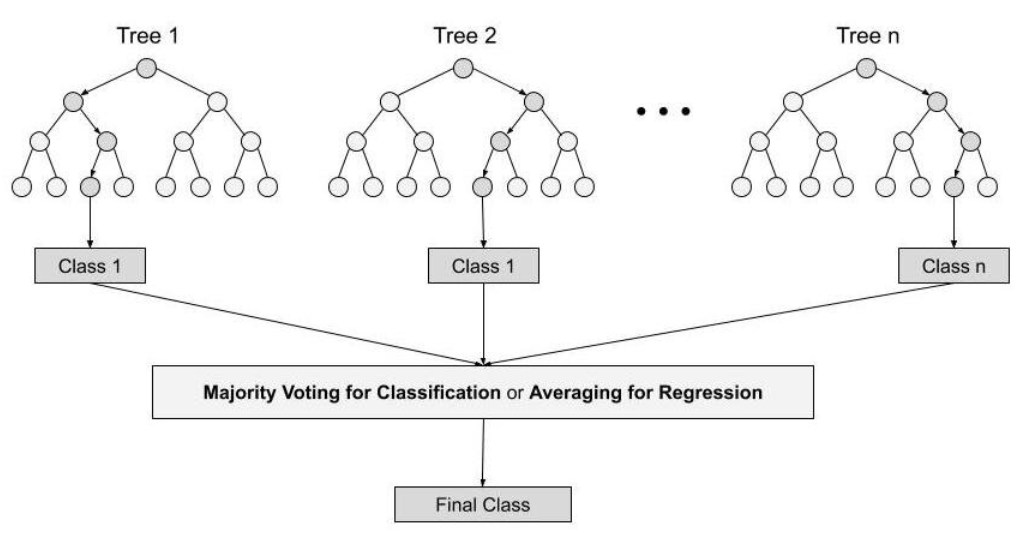 Tree 1
Tree 2
Tree n
• • •
Class 1
Class 1
Class n
Majority Voting for Classification or Averaging for Regression
Final Class